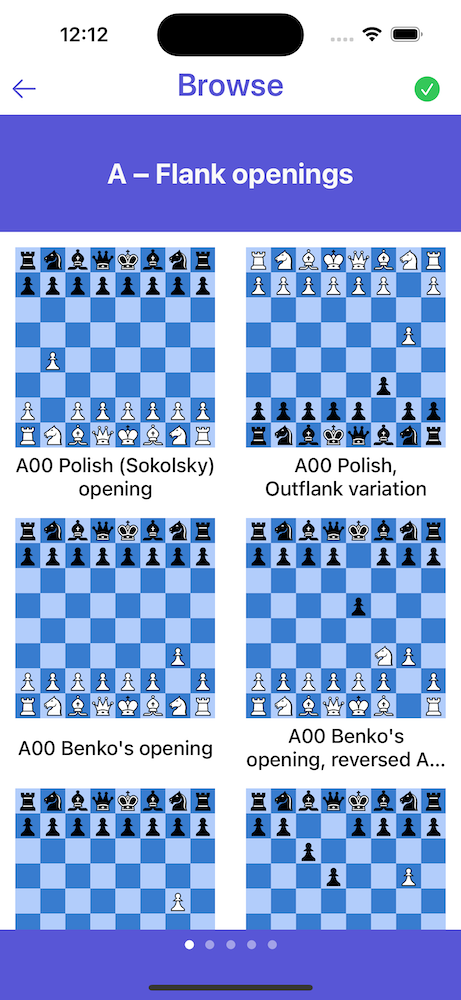 12:12
Browse
A – Flank openings
A00 Polish (Sokolsky)
opening
A00 Polish,
Outflank variation
A00 Benko's opening
A00 Benko's
opening, reversed A...